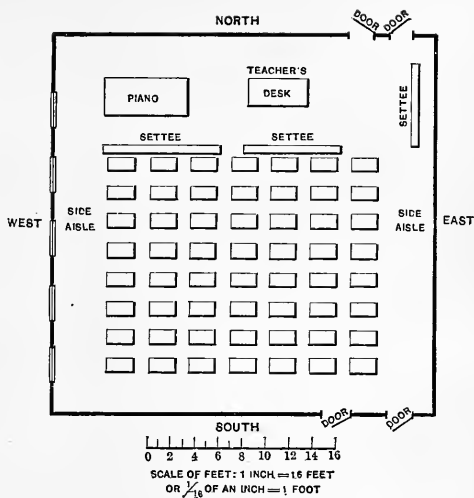 NORTH
DOOR
DOOR
TEACHER'S
DESK
PIANO
SETTEE
SETTEE
SETTEE
WEST
SIDE
AISLE
SIDE
AISLE
EAST
DOOR
DOOR
SOUTH
0 2 4 6 8 10 12 14 16
SCALE OF FEET: 1 INCH = 16 FEET
OR 1/16 OF AN INCH = 1 FOOT